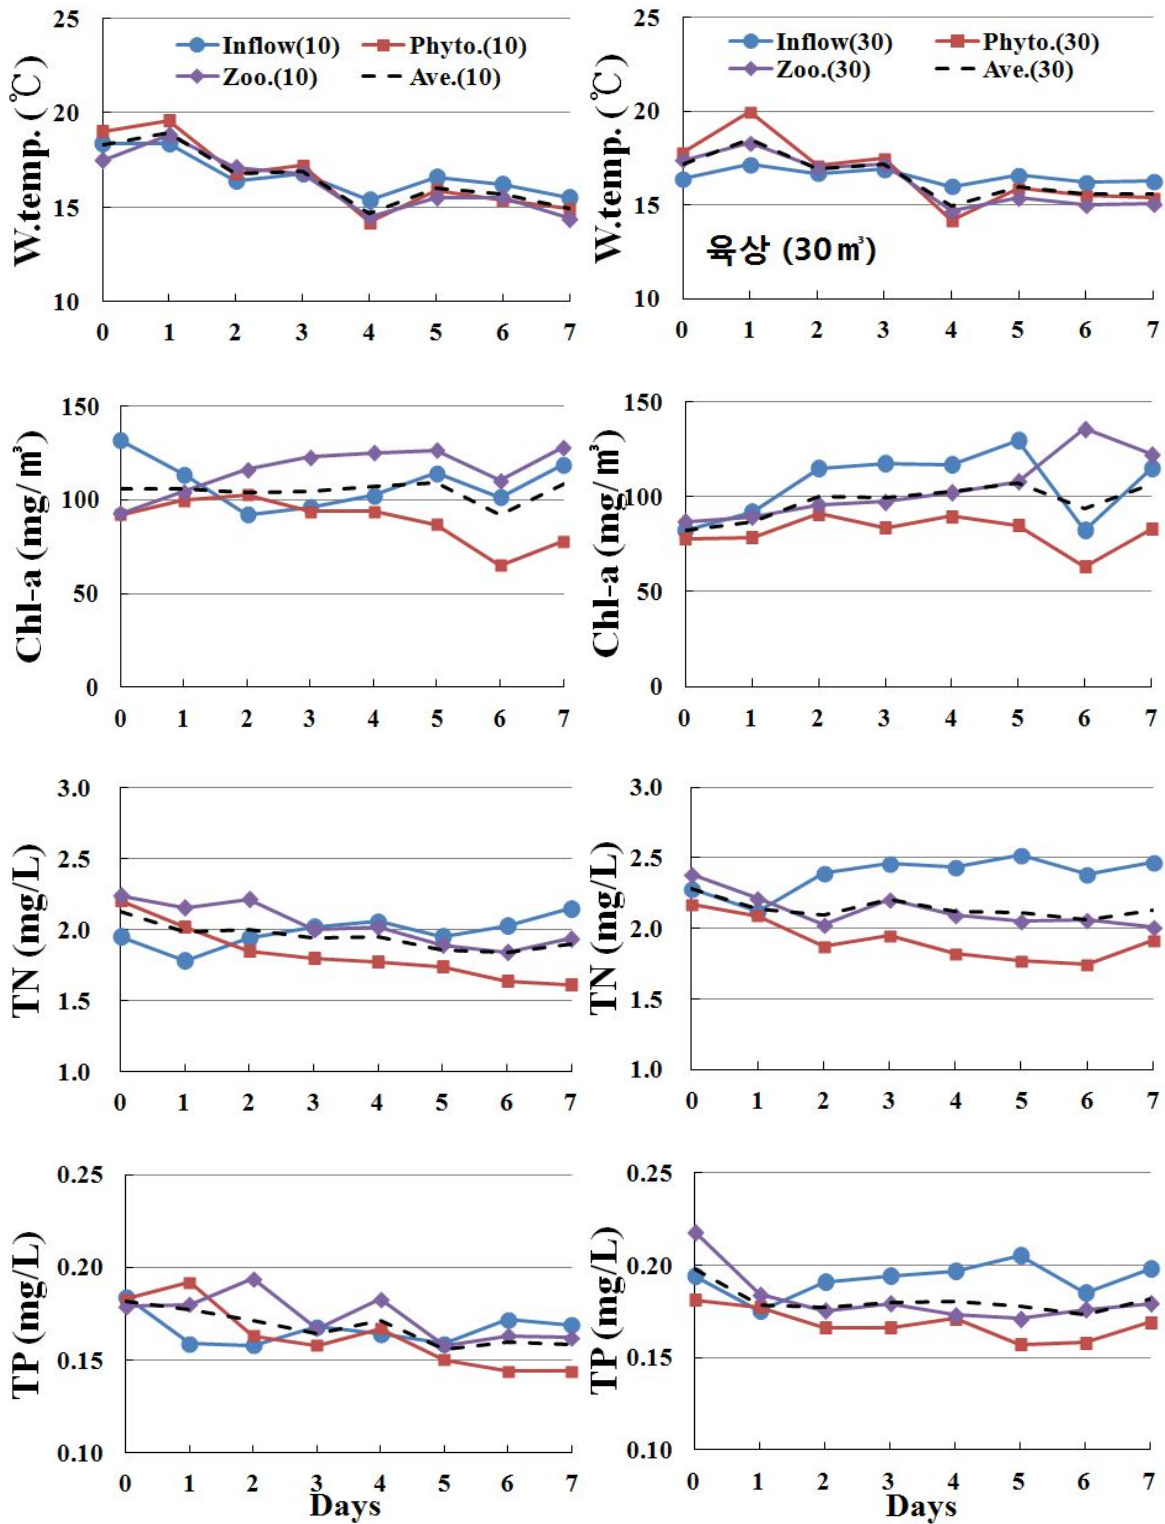 25
20
15
10
W.temp. (℃)
Inflow(10) Phyto.(10)
Zoo.(10) Ave.(10)
0 1 2 3 4 5 6 7
25
20
15
10
W.temp. (℃)
Inflow(30) Phyto.(30)
Zoo.(30) Ave.(30)
육상 (30㎥)
0 1 2 3 4 5 6 7
150
100
50
0
Chl-a (mg/㎥)
0 1 2 3 4 5 6 7
150
100
50
0
Chl-a (mg/㎥)
0 1 2 3 4 5 6 7
3.0
2.5
2.0
1.5
1.0
TN (mg/L)
0 1 2 3 4 5 6 7
3.0
2.5
2.0
1.5
1.0
TN (mg/L)
0 1 2 3 4 5 6 7
0.25
0.20
0.15
0.10
TP (mg/L)
0 1 2 3 4 5 6 7
Days
0.25
0.20
0.15
0.10
TP (mg/L)
0 1 2 3 4 5 6 7
Days